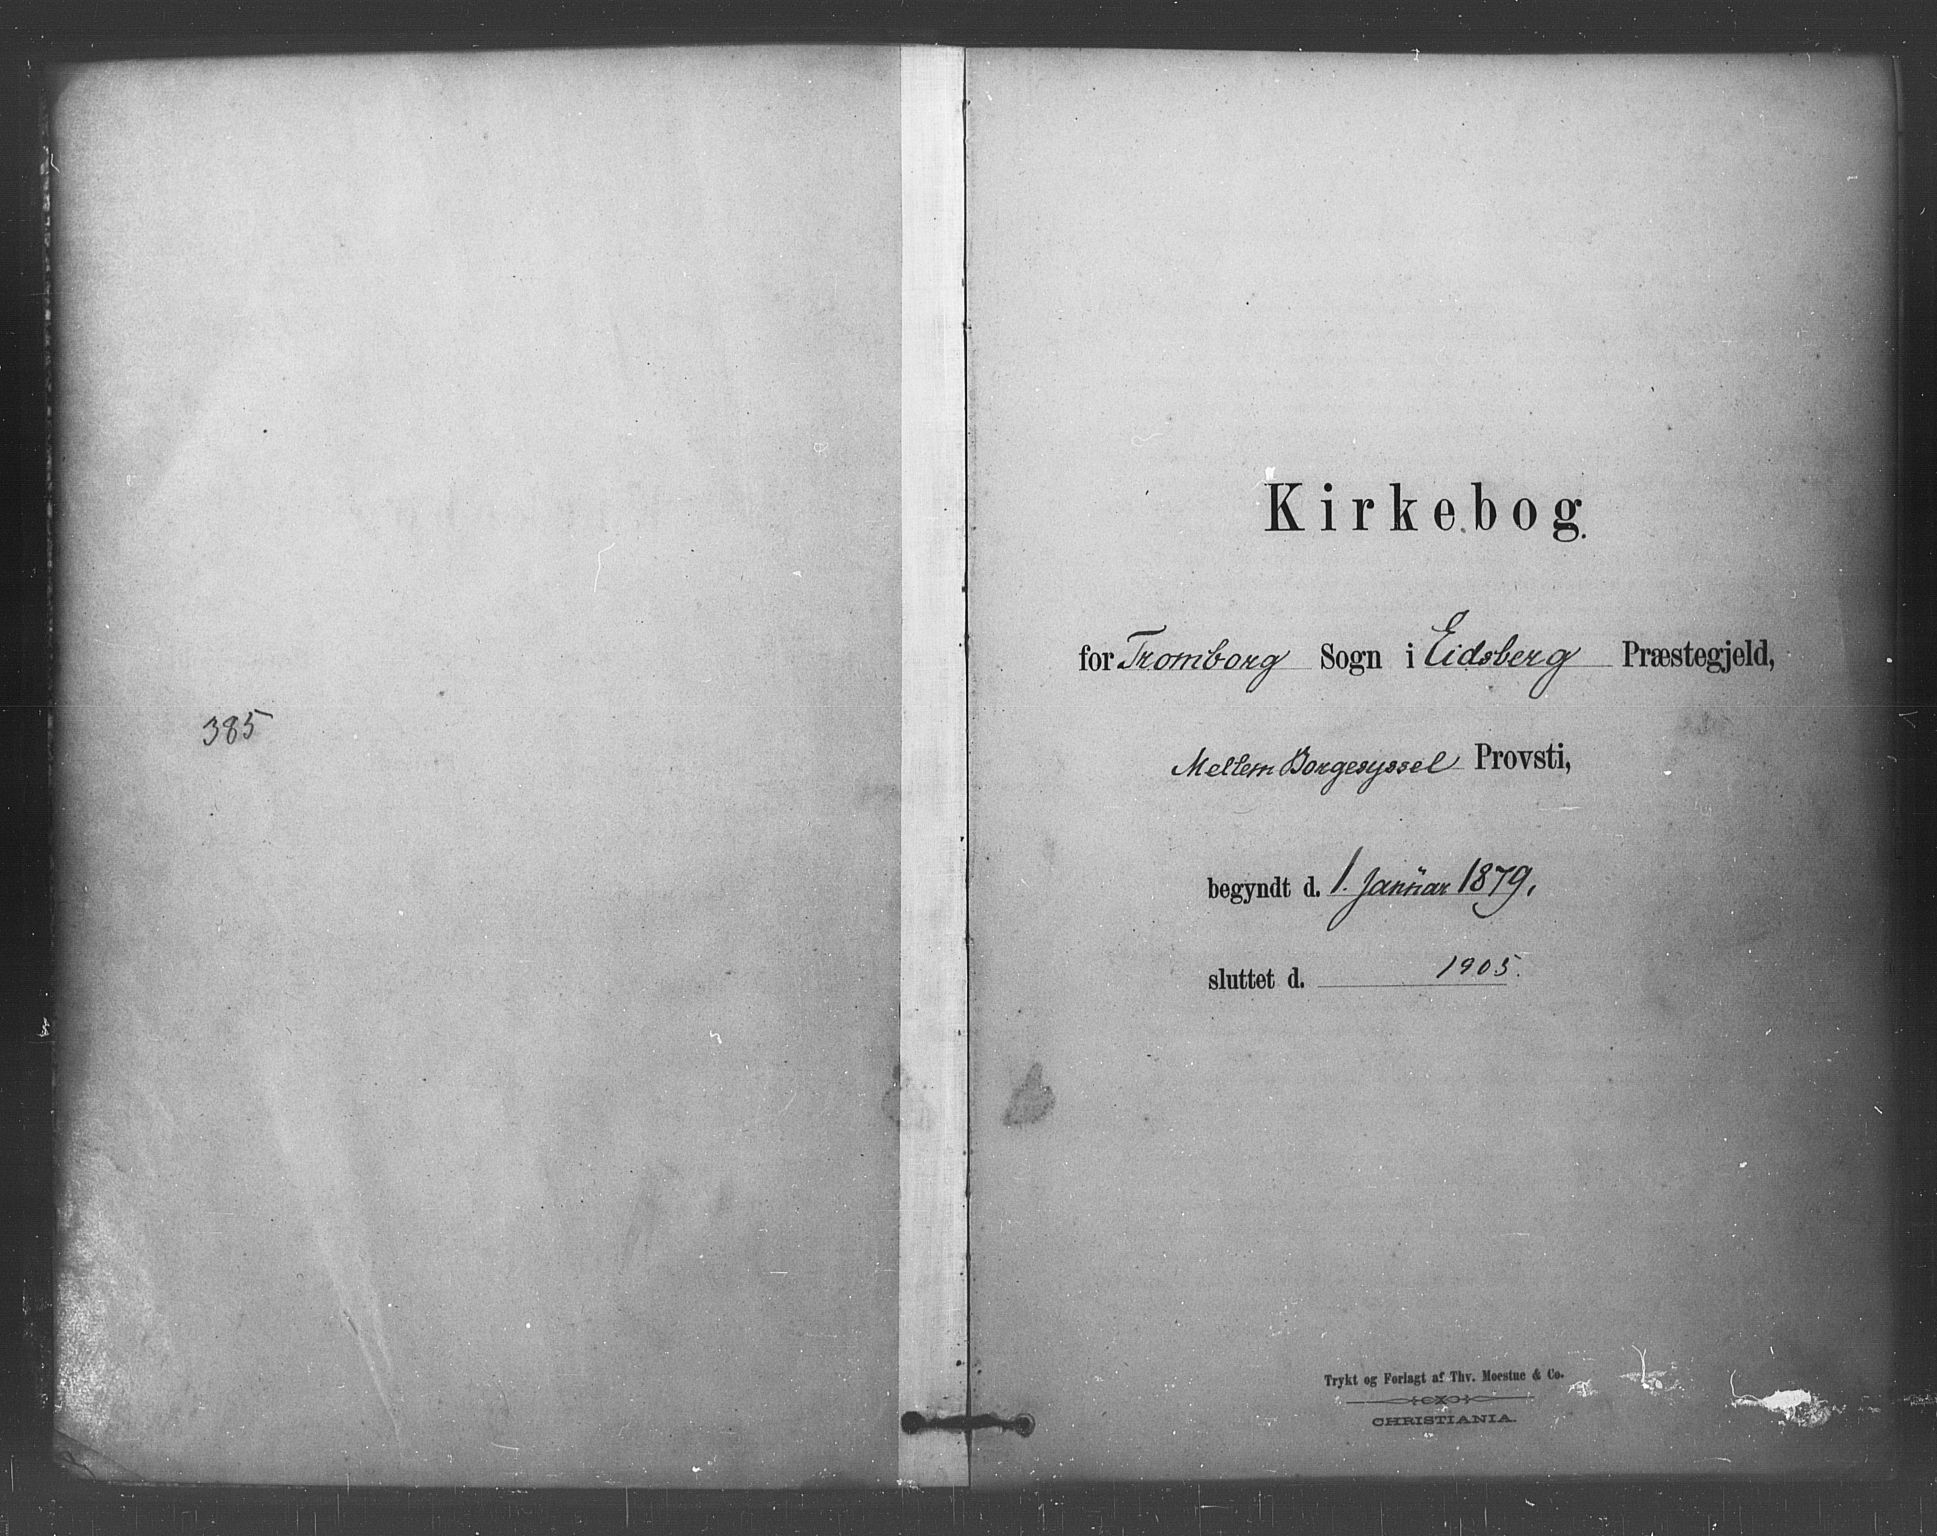 385
Kirkebog
for Tromborg Sogn i Eidsberg Præstegjeld,
Mellem Borgesyssel Provsti,
begyndt d. 1. Januar 1879,
sluttet d. 1905.
Trykt og Forlagt af Thv. Moestue & Co.
CHRISTIANIA.